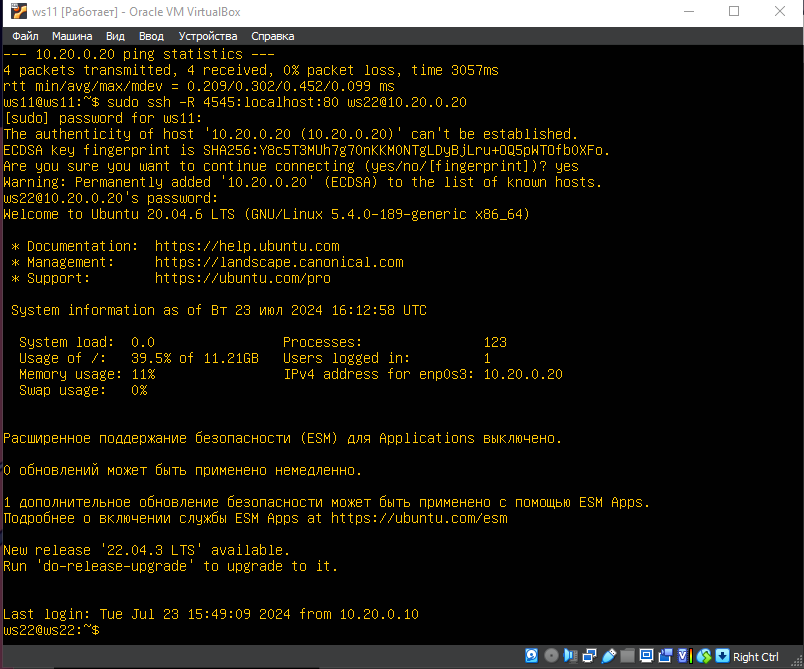 ws11 [Работает] - Oracle VM VirtualBox
Файл Машина Вид Ввод Устройства Справка
--- 10.20.0.20 ping statistics ---
4 packets transmitted, 4 received, 0% packet loss, time 3057ms
rtt min/avg/max/mdev = 0.209/0.302/0.452/0.099 ms
ws11@ws11:~$ sudo ssh -R 4545:localhost:80 ws22@10.20.0.20
[sudo] password for ws11:
The authenticity of host '10.20.0.20 (10.20.0.20)' can't be established.
ECDSA key fingerprint is SHA256:Y8c5T3MUh7g7OnKKMONTgLDyBjLru+OQ5pWTOfbOXFo.
Are you sure you want to continue connecting (yes/no/[fingerprint])? yes
Warning: Permanently added '10.20.0.20' (ECDSA) to the list of known hosts.
ws22@10.20.0.20's password:
Welcome to Ubuntu 20.04.6 LTS (GNU/Linux 5.4.0-189-generic x86_64)
* Documentation: https://help.ubuntu.com
* Management: https://landscape.canonical.com
* Support: https://ubuntu.com/pro
System information as of Вт 23 июл 2024 16:12:58 UTC
System load: 0.0 Processes: 123
Usage of /: 39.5% of 11.21GB Users logged in: 1
Memory usage: 11% IPv4 address for enp0s3: 10.20.0.20
Swap usage: 0%
Расширенное поддержание безопасности (ESM) для Applications выключено.
0 обновлений может быть применено немедленно.
1 дополнительное обновление безопасности может быть применено с помощью ESM Apps.
Подробнее о включении службы ESM Apps at https://ubuntu.com/esm
New release '22.04.3 LTS' available.
Run 'do-release-upgrade' to upgrade to it.
Last login: Tue Jul 23 15:49:09 2024 from 10.20.0.10
ws22@ws22:~$
Right Ctrl